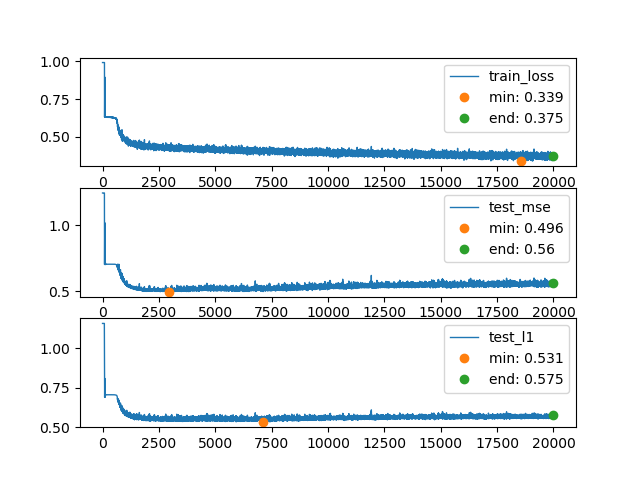 1.00
0.75
0.50
train_loss
min: 0.339
end: 0.375
0 2500 5000 7500 10000 12500 15000 17500 20000
1.0
0.5
test_mse
min: 0.496
end: 0.56
0 2500 5000 7500 10000 12500 15000 17500 20000
1.00
0.75
0.50
test_l1
min: 0.531
end: 0.575
0 2500 5000 7500 10000 12500 15000 17500 20000